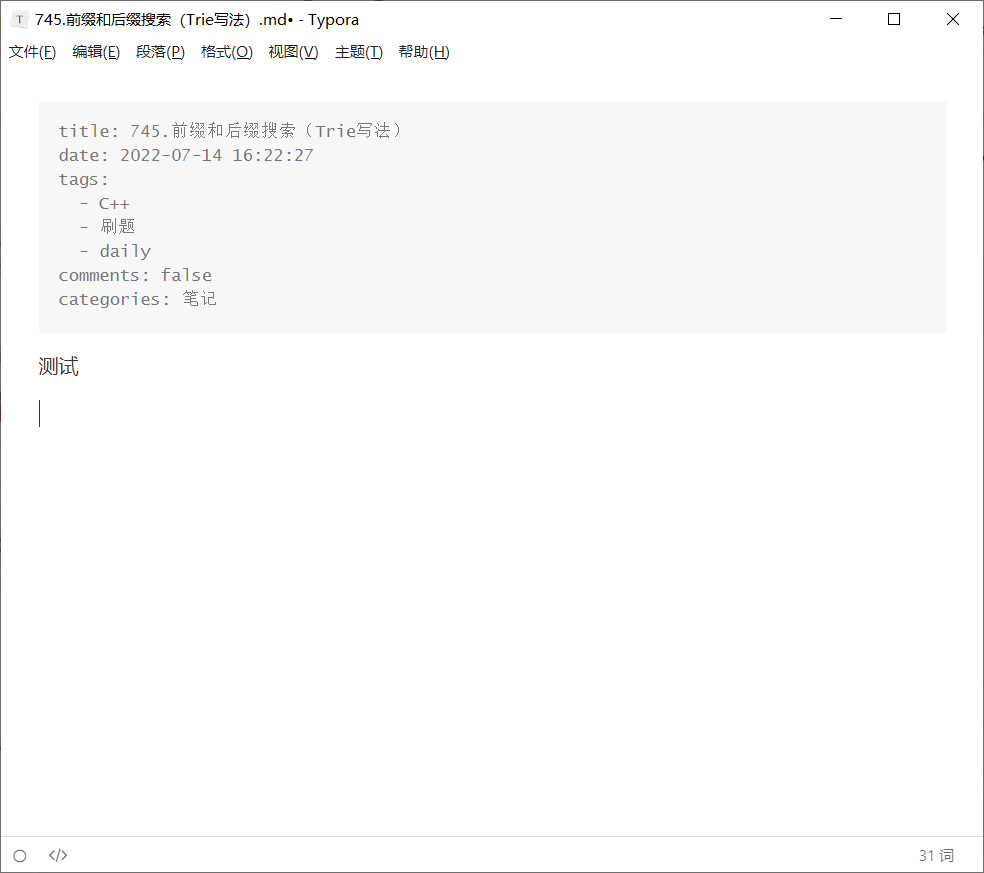 T 745.前缀和后缀搜索（Trie写法）.md• - Typora
文件(F) 编辑(E) 段落(P) 格式(O) 视图(V) 主题(T) 帮助(H)
title: 745.前缀和后缀搜索（Trie写法）
date: 2022-07-14 16:22:27
tags:
- C++
- 刷题
- daily
comments: false
categories: 笔记
测试
</> 31 词